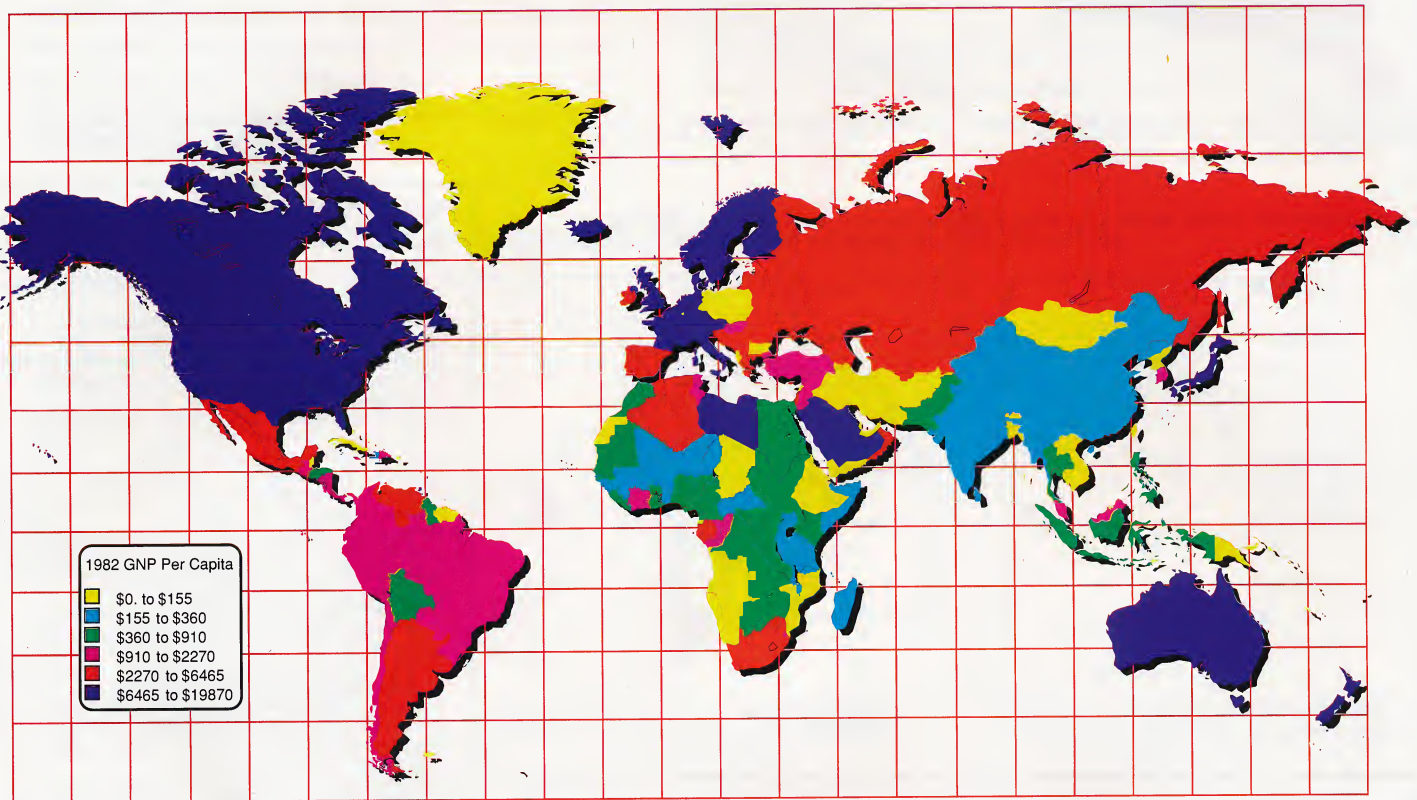 1982 GNP Per Capita
$0. to $155
$155 to $360
$360 to $910
$910 to $2270
$2270 to $6465
$6465 to $19870